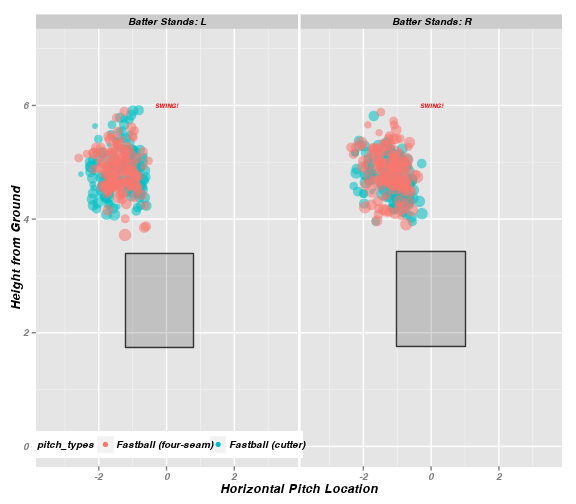 Batter Stands: L
Batter Stands: R
6
SWING!
SWING!
4
2
0
Height from Ground
pitch_types
Fastball (four-seam)
Fastball (cutter)
-2
0
2
-2
0
2
Horizontal Pitch Location